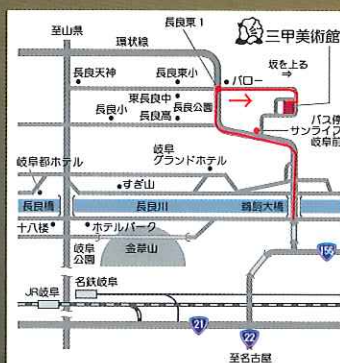 至山県
長良東1
三甲美術館
環状線
坂を上る
⇒
長良天神
長良東小
バロー
東長良中
長良小
長良公園
長良高
バス停
サンライフ
岐阜前
岐阜
グランドホテル
岐阜都ホテル
すぎ山
長良橋
長良川
鵜飼大橋
十八楼
ホテルパーク
岐阜
公園
金華山
156
名鉄岐阜
JR岐阜
21
22
至名古屋